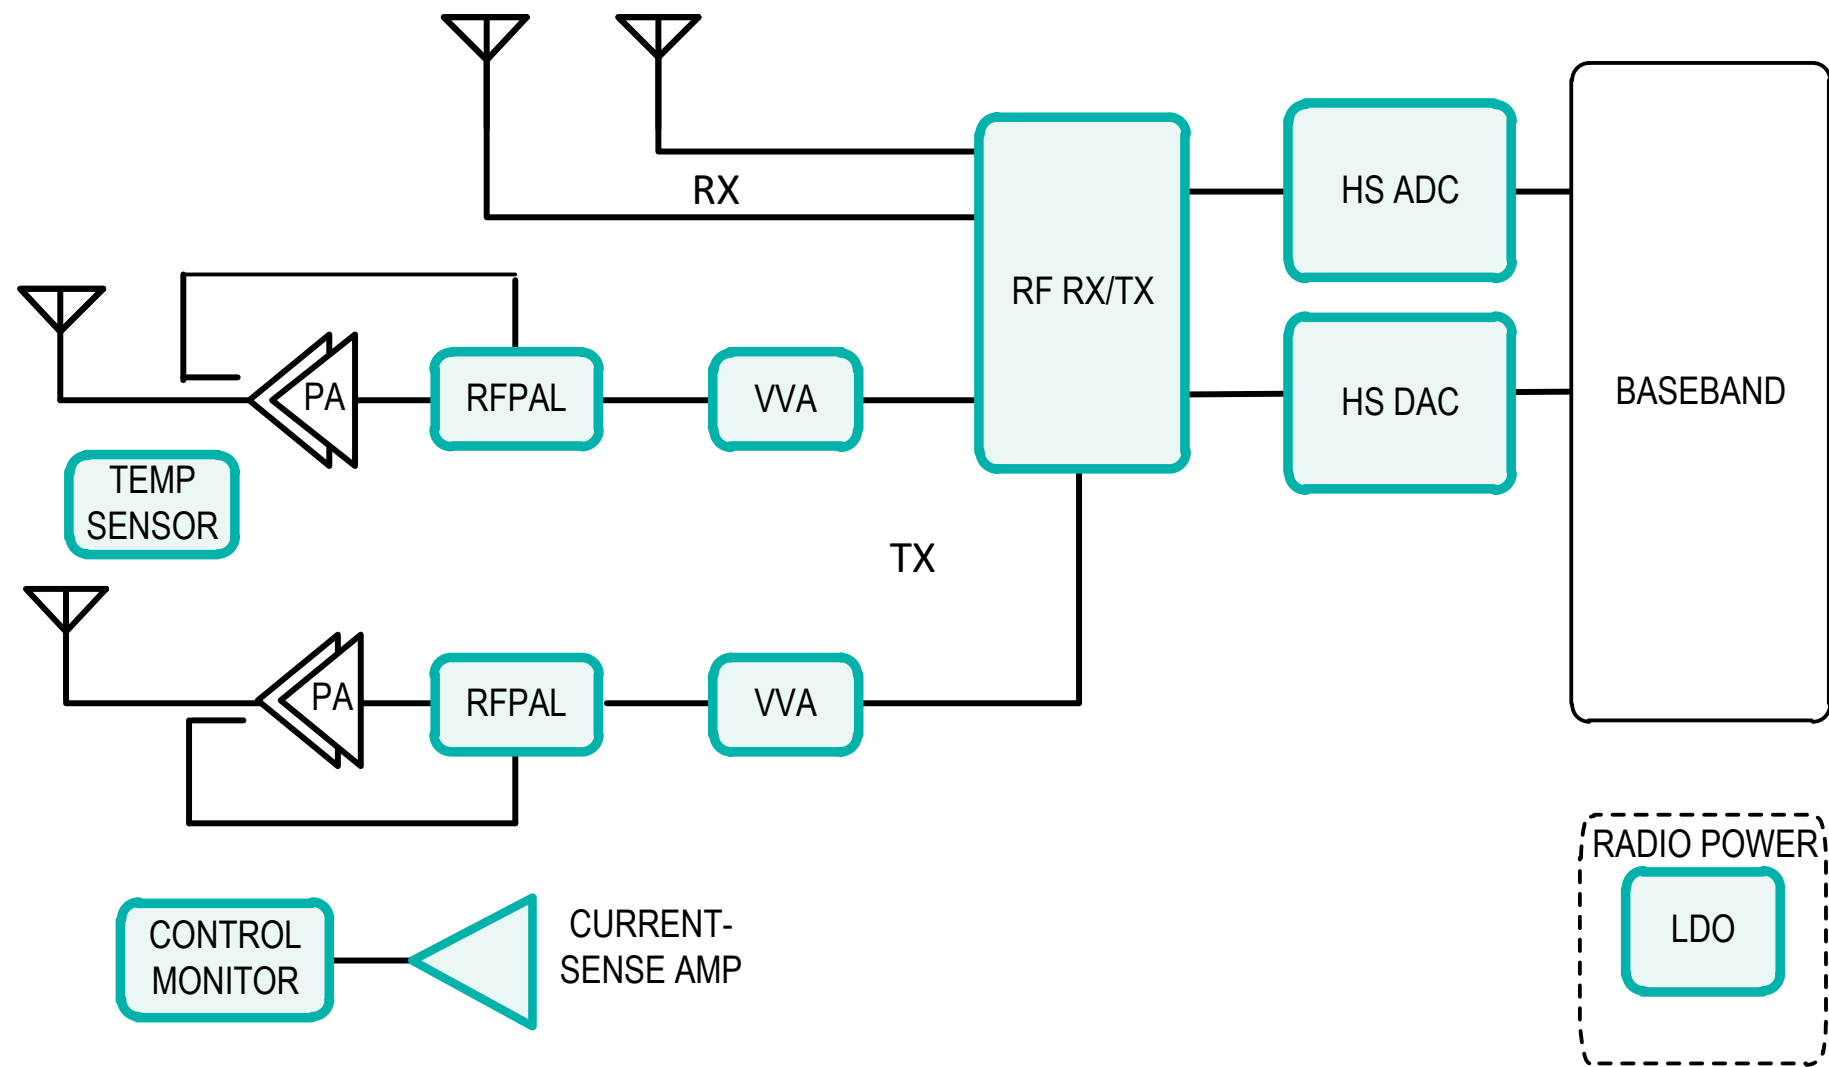 RX
HS ADC
RF RX/TX
PA
RFPAL
VVA
HS DAC
BASEBAND
TEMP
SENSOR
TX
PA
RFPAL
VVA
RADIO POWER
LDO
CONTROL
MONITOR
CURRENT-
SENSE AMP